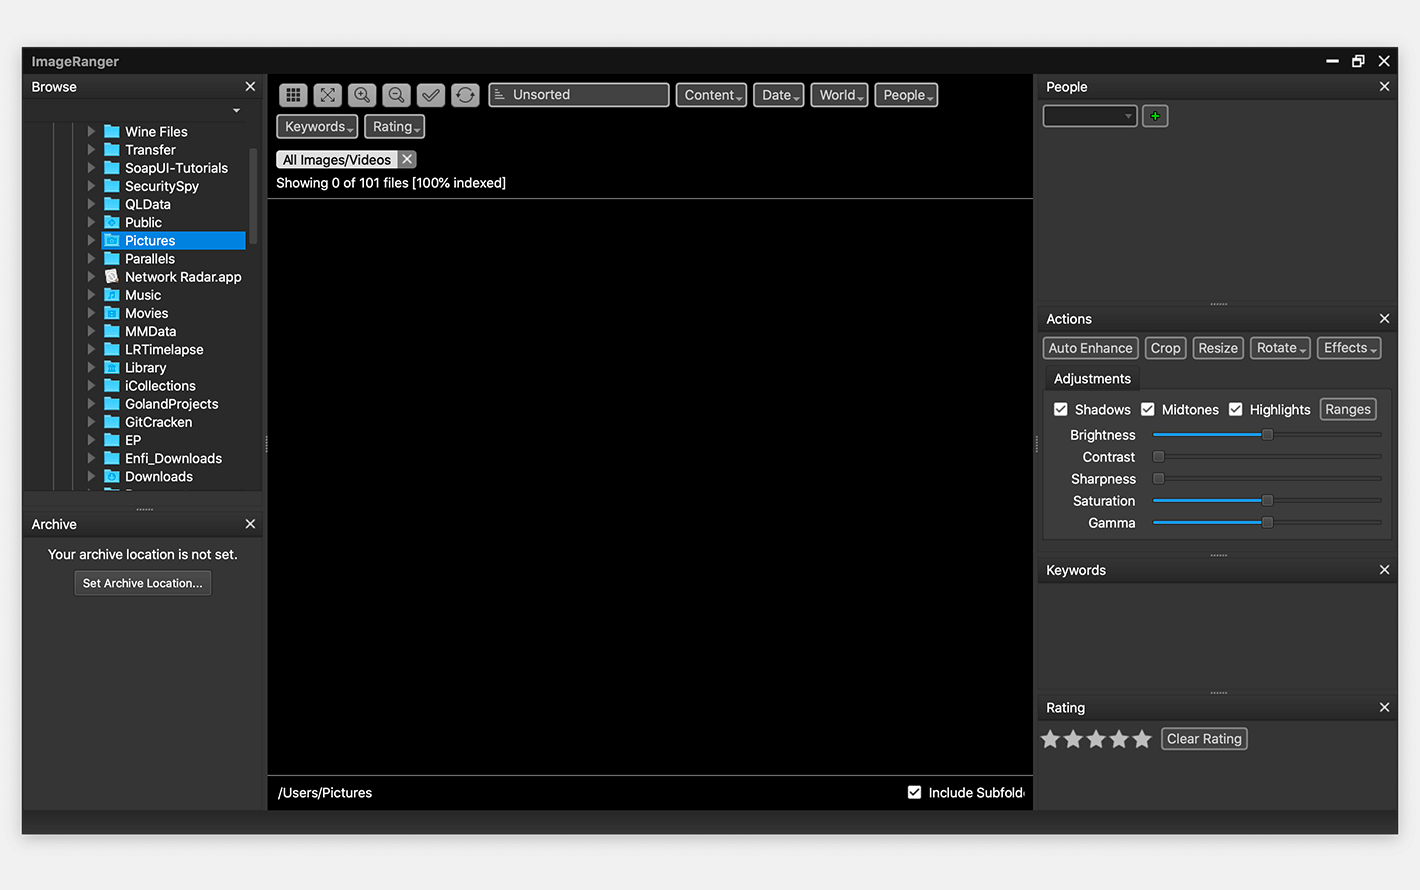 ImageRanger
Browse
Wine Files
Transfer
SoapUI-Tutorials
SecuritySpy
QLData
Public
Pictures
Parallels
Network Radar.app
Music
Movies
MMData
LRTimelapse
Library
iCollections
GolandProjects
GitCracken
EP
Enfi_Downloads
Downloads
Archive
Your archive location is not set.
Set Archive Location...
Unsorted Content Date World People
Keywords Rating
All Images/Videos
Showing 0 of 101 files [100% indexed]
/Users/Pictures Include Subfold
People
Actions
Auto Enhance Crop Resize Rotate Effects
Adjustments
Shadows Midtones Highlights Ranges
Brightness
Contrast
Sharpness
Saturation
Gamma
Keywords
Rating
Clear Rating